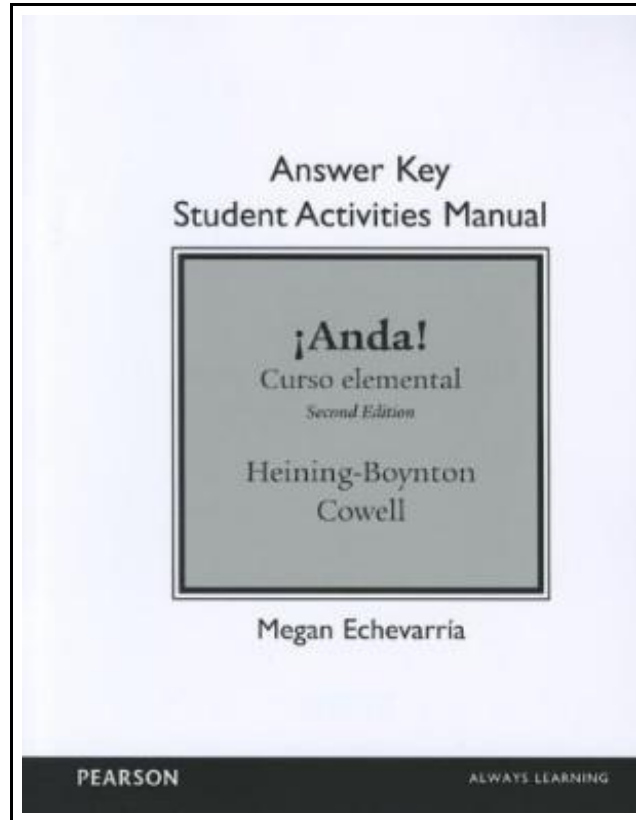 Answer Key
Student Activities Manual
¡Anda!
Curso elemental
Second Edition
Heining-Boynton
Cowell
Megan Echevarría
PEARSON
ALWAYS LEARNING